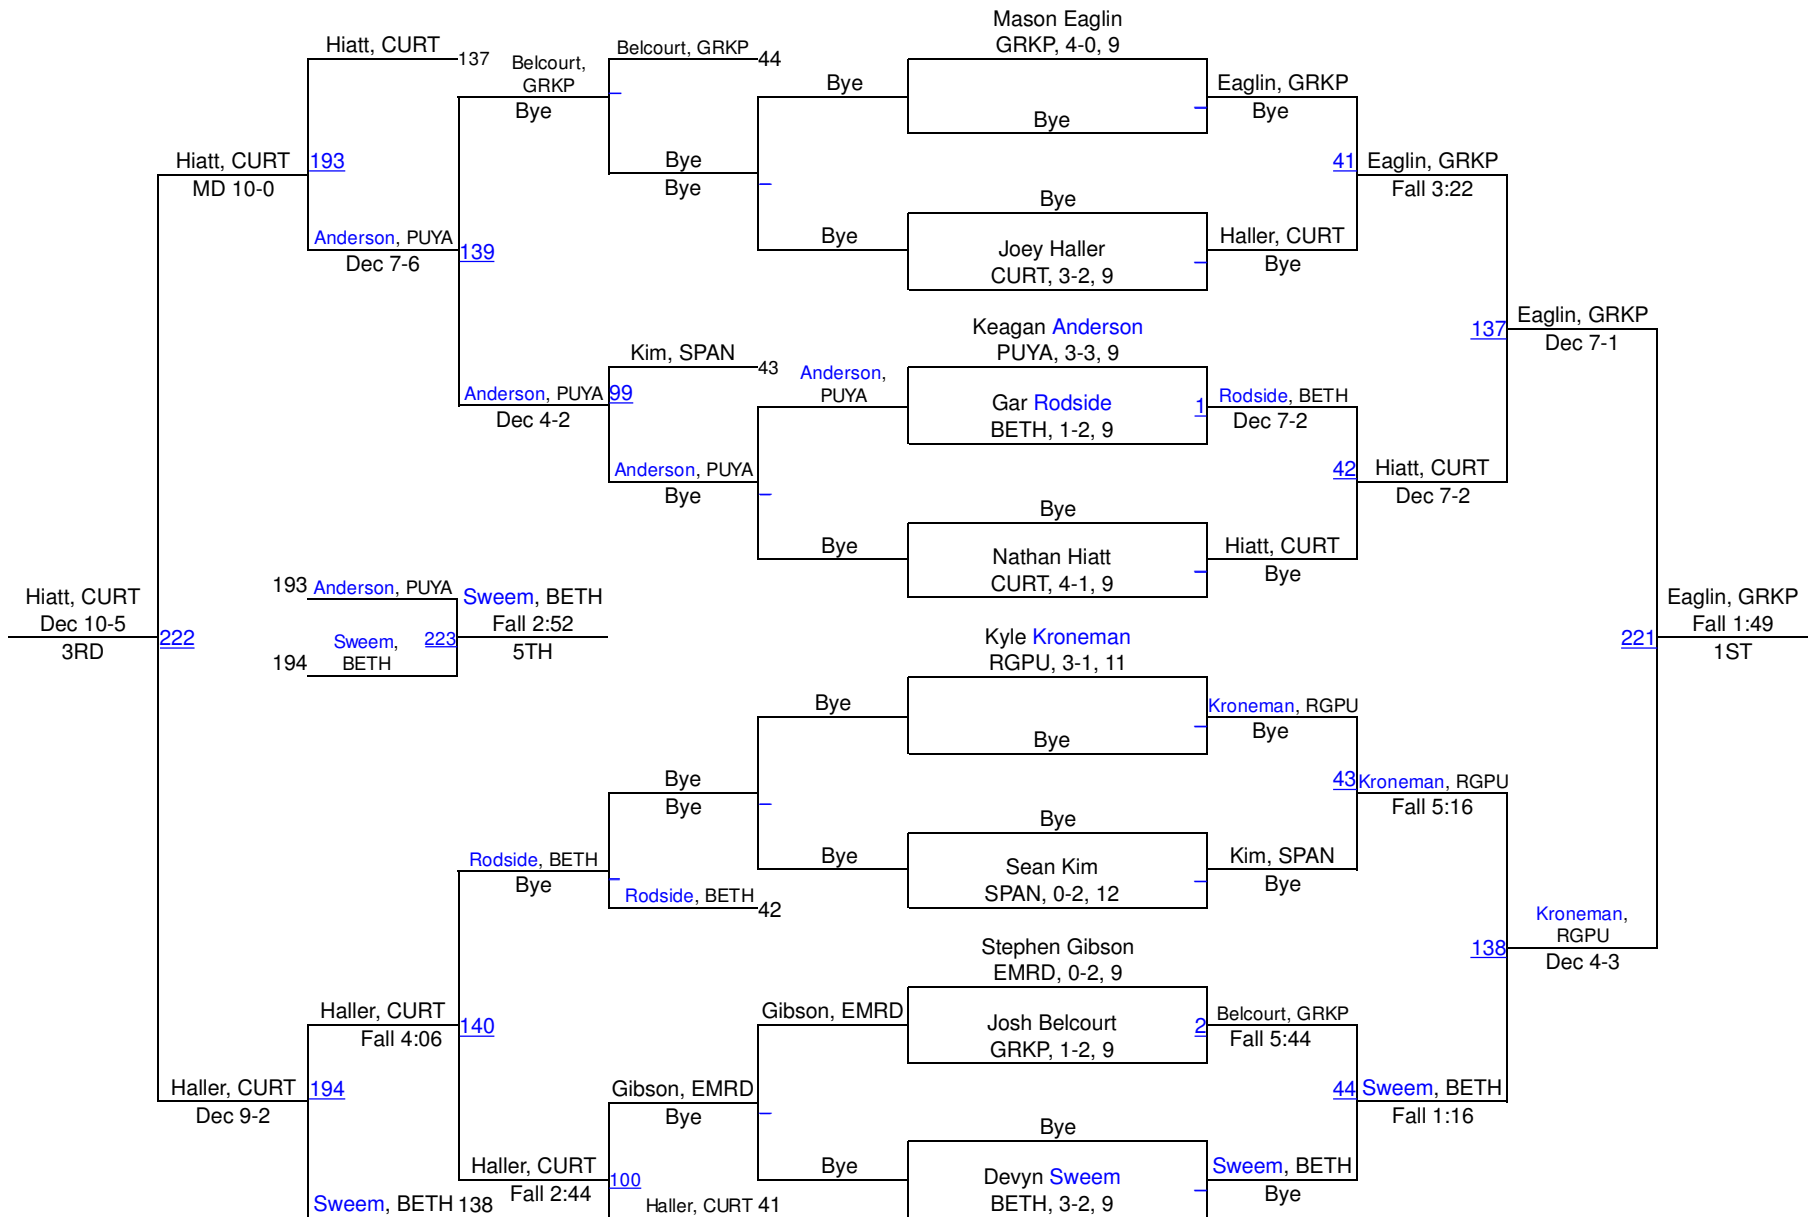 Mason Eaglin
GRKP, 4-0, 9
Hiatt, CURT
137
Belcourt,
GRKP
Bye
Belcourt, GRKP
44
Bye
Bye
Eaglin, GRKP
Bye
Hiatt, CURT
MD 10-0
193
Bye
Bye
41
Eaglin, GRKP
Fall 3:22
Anderson, PUYA
Dec 7-6
139
Bye
Bye
Joey Haller
CURT, 3-2, 9
Haller, CURT
Bye
Keagan Anderson
PUYA, 3-3, 9
137
Eaglin, GRKP
Dec 7-1
Kim, SPAN
43
Anderson, PUYA
Dec 4-2
99
Anderson,
PUYA
Gar Rodside
BETH, 1-2, 9
1
Rodside, BETH
Dec 7-2
Anderson, PUYA
Bye
42
Hiatt, CURT
Dec 7-2
Bye
Bye
Nathan Hiatt
CURT, 4-1, 9
Hiatt, CURT
Bye
Hiatt, CURT
Dec 10-5
3RD
222
193
Anderson, PUYA
Sweem,
BETH
194
223
Sweem, BETH
Fall 2:52
5TH
Kyle Kroneman
RGPU, 3-1, 11
221
Eaglin, GRKP
Fall 1:49
1ST
Bye
Bye
Kroneman, RGPU
Bye
Bye
Bye
43
Kroneman, RGPU
Fall 5:16
Rodside, BETH
Bye
Rodside, BETH
42
Bye
Bye
Sean Kim
SPAN, 0-2, 12
Kim, SPAN
Bye
Stephen Gibson
EMRD, 0-2, 9
138
Kroneman,
RGPU
Dec 4-3
Haller, CURT
Fall 4:06
140
Gibson, EMRD
Josh Belcourt
GRKP, 1-2, 9
2
Belcourt, GRKP
Fall 5:44
Haller, CURT
Dec 9-2
194
Gibson, EMRD
Bye
44
Sweem, BETH
Fall 1:16
Bye
Haller, CURT
Fall 2:44
100
Bye
Devyn Sweem
BETH, 3-2, 9
Sweem, BETH
Bye
Sweem, BETH 138
Haller, CURT 41